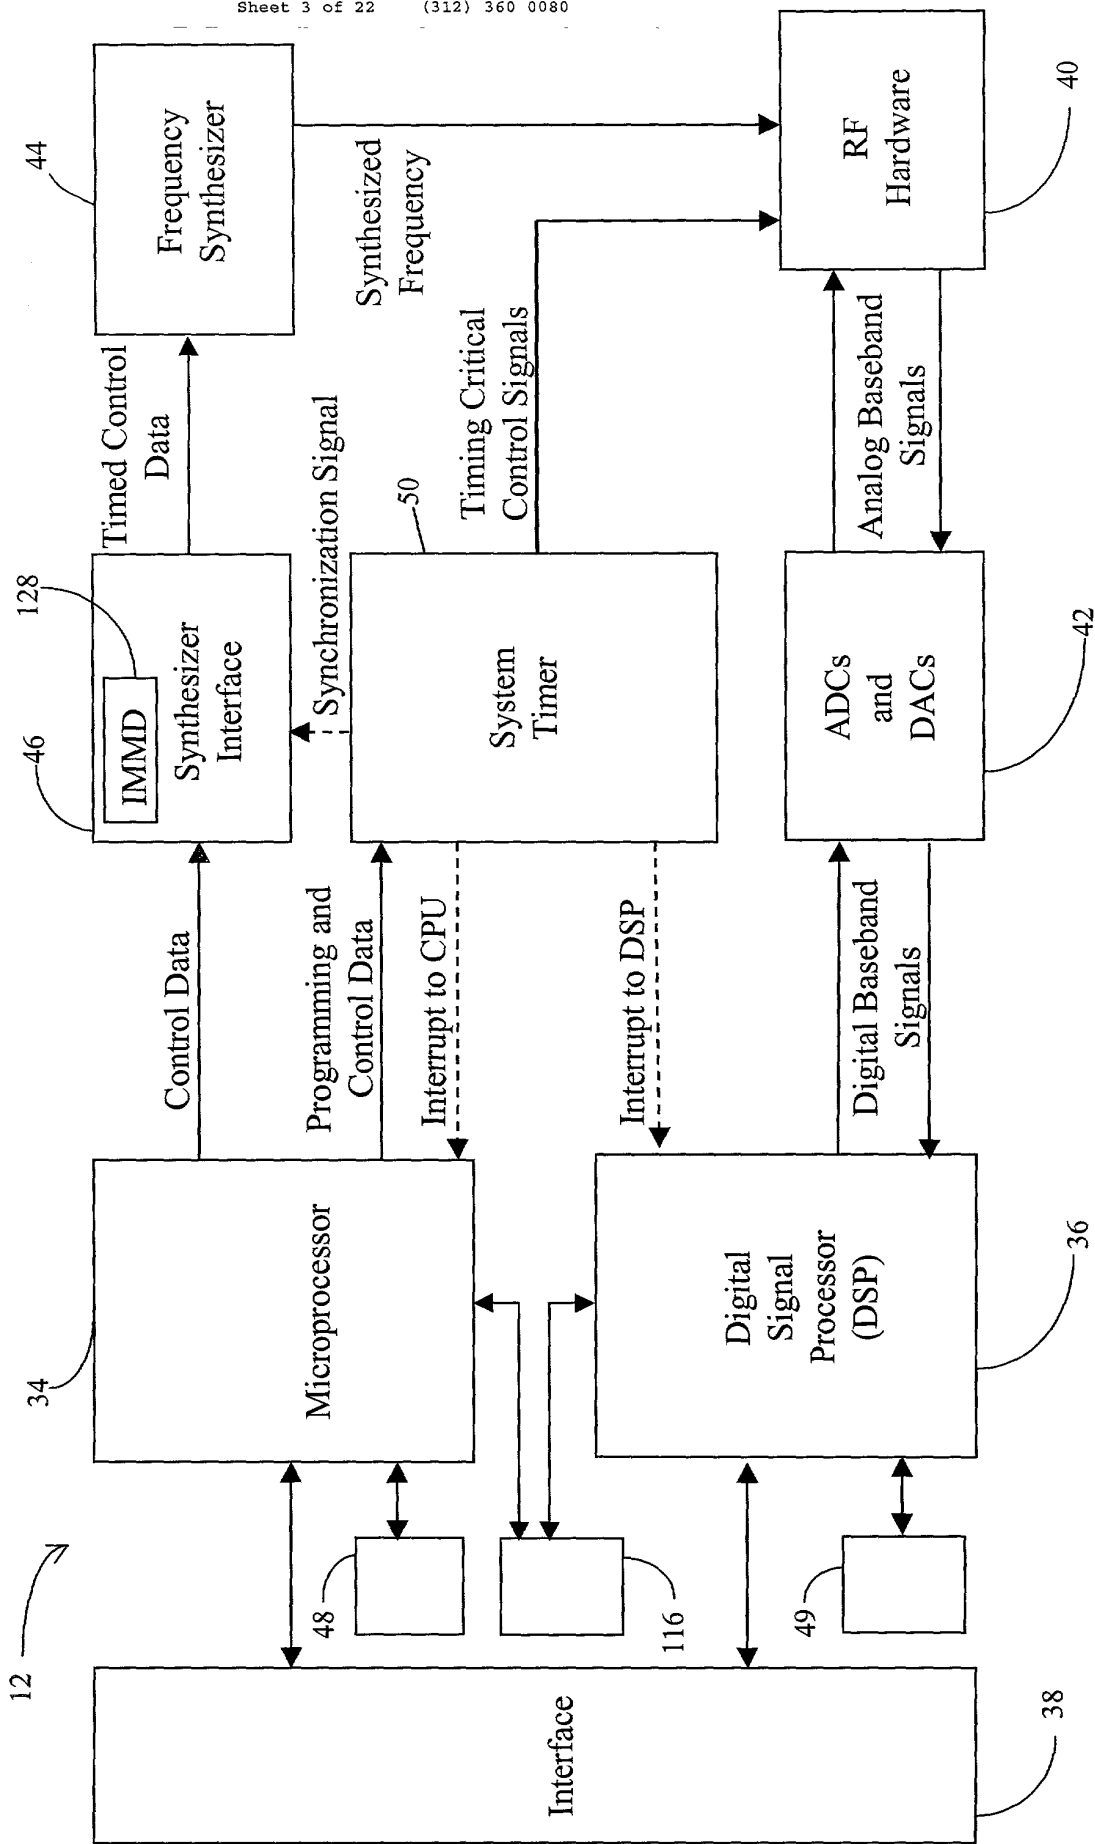 Sheet 3 of 22 (312) 360 0080
12
34
Microprocessor
Control Data
46
IMMD
128
Synthesizer
Interface
Timed Control
Data
44
Frequency
Synthesizer
Programming and
Control Data
Interrupt to CPU
Synchronization Signal
50
System
Timer
Synthesized
Frequency
Timing Critical
Control Signals
Interrupt to DSP
48
116
49
Interface
38
Digital
Signal
Processor
(DSP)
36
Digital Baseband
Signals
ADCs
and
DACs
42
Analog Baseband
Signals
RF
Hardware
40